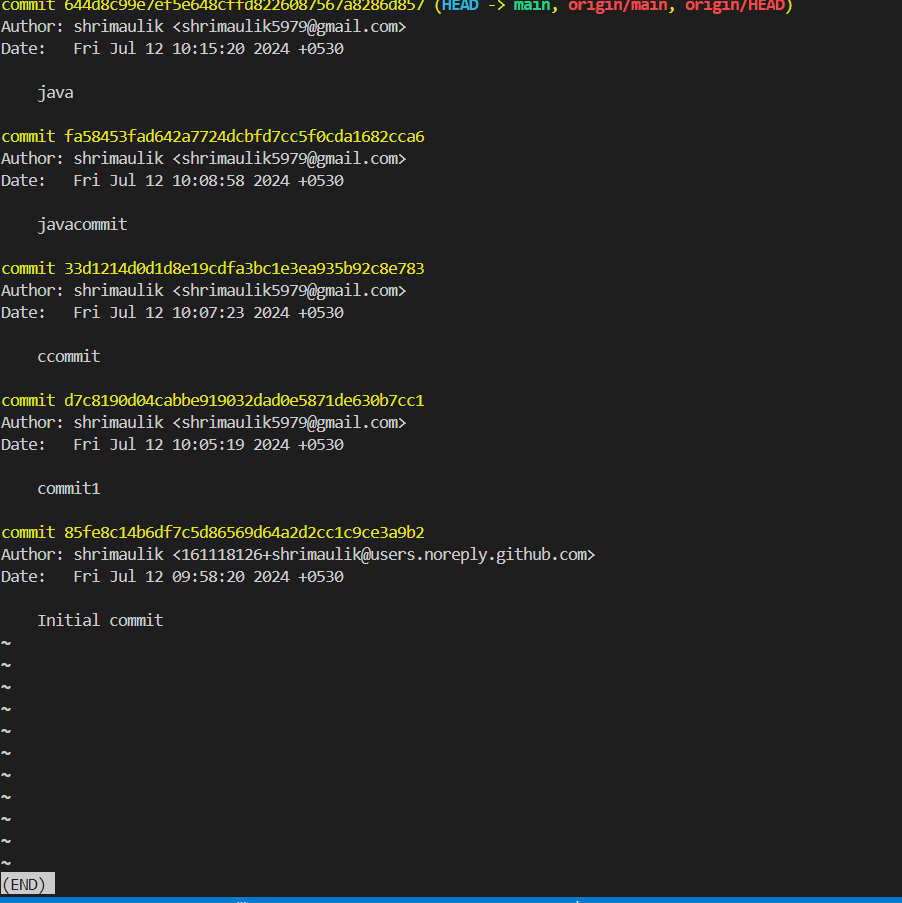 commit 644d8c99e7ef5e648cffd8226087567a8286d857 (HEAD -> main, origin/main, origin/HEAD)
Author: shrimaulik <shrimaulik5979@gmail.com>
Date:   Fri Jul 12 10:15:20 2024 +0530
java
commit fa58453fad642a7724dcbfd7cc5f0cda1682cca6
Author: shrimaulik <shrimaulik5979@gmail.com>
Date:   Fri Jul 12 10:08:58 2024 +0530
javacommit
commit 33d1214d0d1d8e19cdfa3bc1e3ea935b92c8e783
Author: shrimaulik <shrimaulik5979@gmail.com>
Date:   Fri Jul 12 10:07:23 2024 +0530
ccommit
commit d7c8190d04cabbe919032dad0e5871de630b7cc1
Author: shrimaulik <shrimaulik5979@gmail.com>
Date:   Fri Jul 12 10:05:19 2024 +0530
commit1
commit 85fe8c14b6df7c5d86569d64a2d2cc1c9ce3a9b2
Author: shrimaulik <161118126+shrimaulik@users.noreply.github.com>
Date:   Fri Jul 12 09:58:20 2024 +0530
Initial commit
~
~
~
~
~
~
~
~
~
~
~
(END)